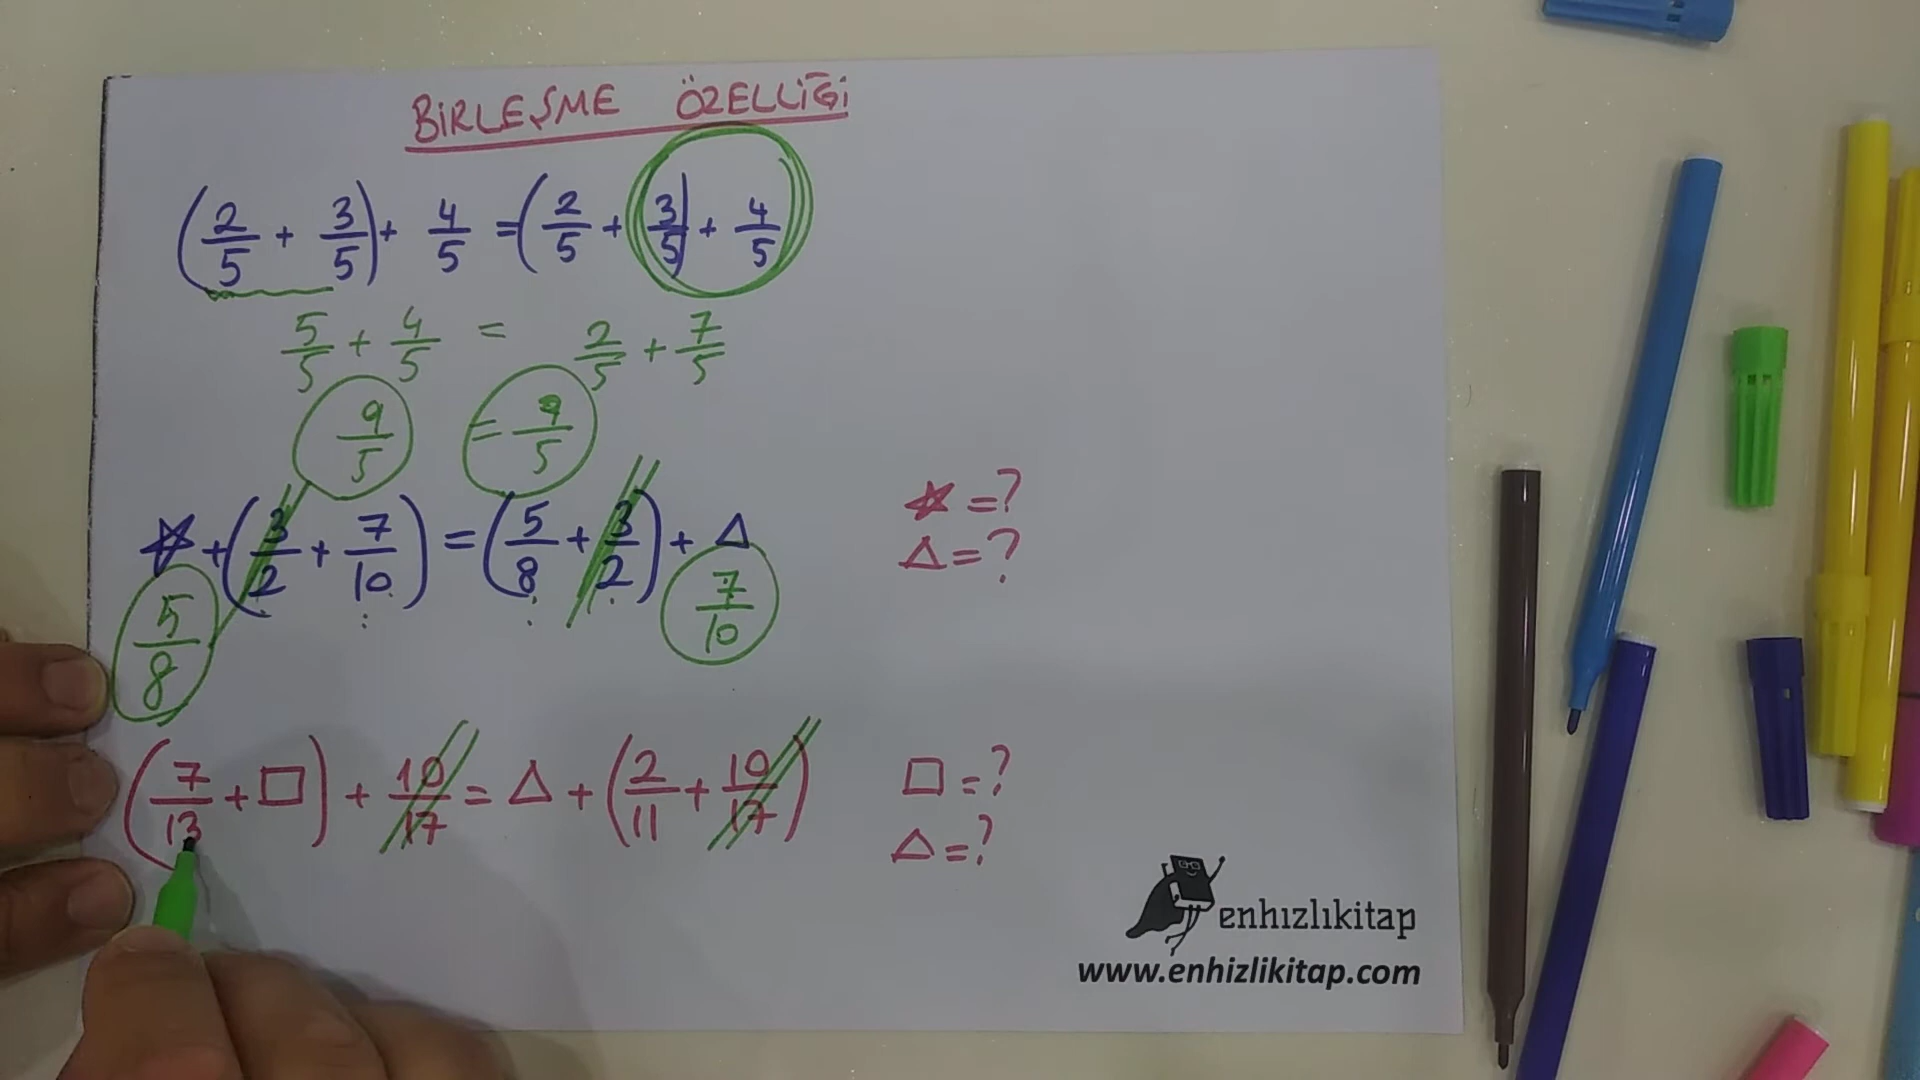 BİRLEŞME ÖZELLİĞİ
(2/5 + 3/5) + 4/5 = (2/5 + 3/5) + 4/5
5/5 + 4/5 = 2/5 + 7/5
9/5 = 9/5
☆ + (3/2 + 7/10) = (5/8 + 3/2) + △
5/8 7/10
☆ = ?
△ = ?
(7/13 + □) + 10/17 = △ + (2/11 + 10/17)
□ = ?
△ = ?
enhızlıkitap
www.enhizlikitap.com